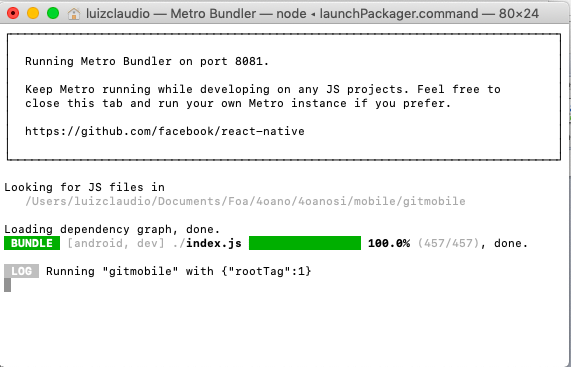 luizclaudio — Metro Bundler — node ◂ launchPackager.command — 80×24
Running Metro Bundler on port 8081.
Keep Metro running while developing on any JS projects. Feel free to
close this tab and run your own Metro instance if you prefer.
https://github.com/facebook/react-native
Looking for JS files in
/Users/luizclaudio/Documents/Foa/4oano/4oanosi/mobile/gitmobile
Loading dependency graph, done.
BUNDLE [android, dev] ./index.js 100.0% (457/457), done.
LOG Running "gitmobile" with {"rootTag":1}